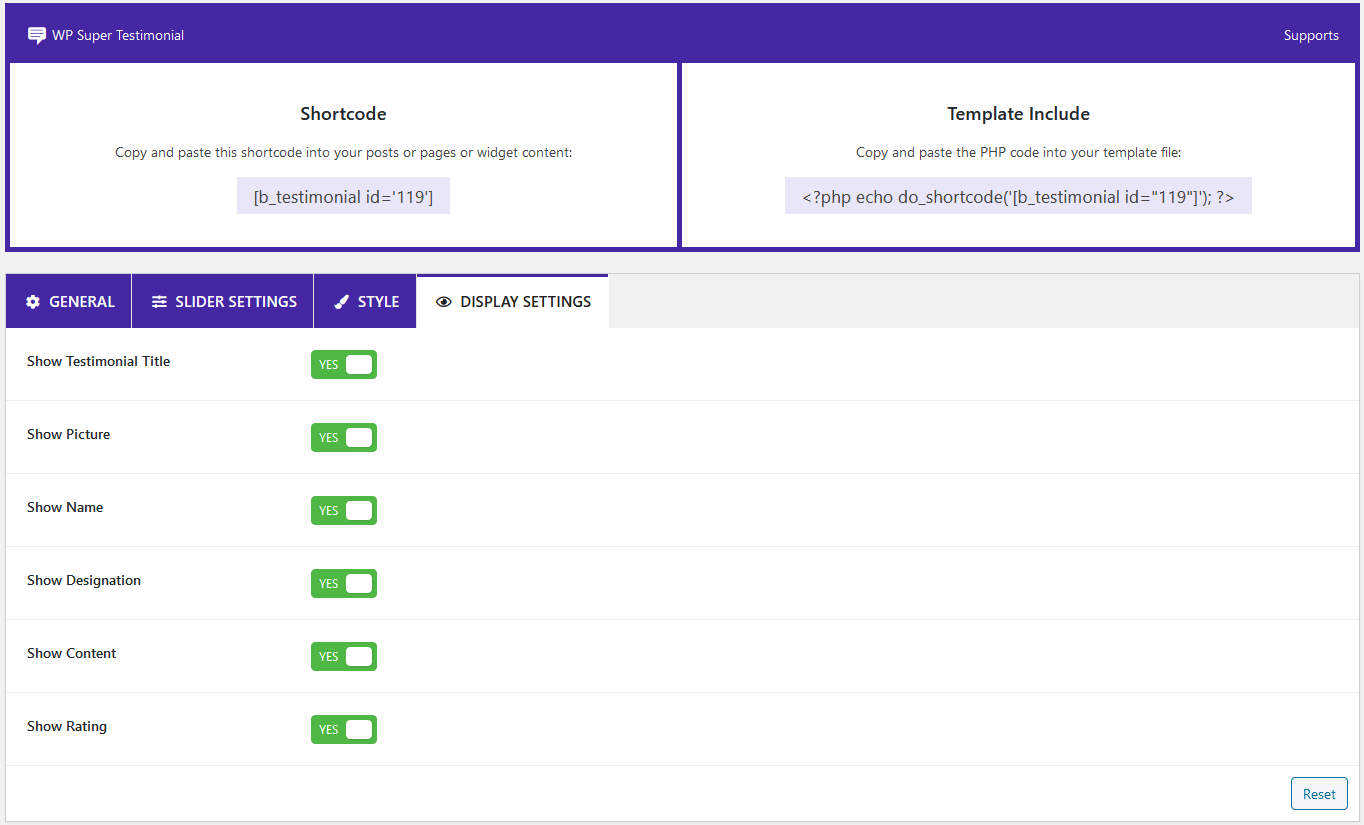 WP Super Testimonial
Supports
Shortcode
Copy and paste this shortcode into your posts or pages or widget content:
[b_testimonial id='119']
Template Include
Copy and paste the PHP code into your template file:
<?php echo do_shortcode('[b_testimonial id="119"]'); ?>
GENERAL
SLIDER SETTINGS
STYLE
DISPLAY SETTINGS
Show Testimonial Title
YES
Show Picture
YES
Show Name
YES
Show Designation
YES
Show Content
YES
Show Rating
YES
Reset